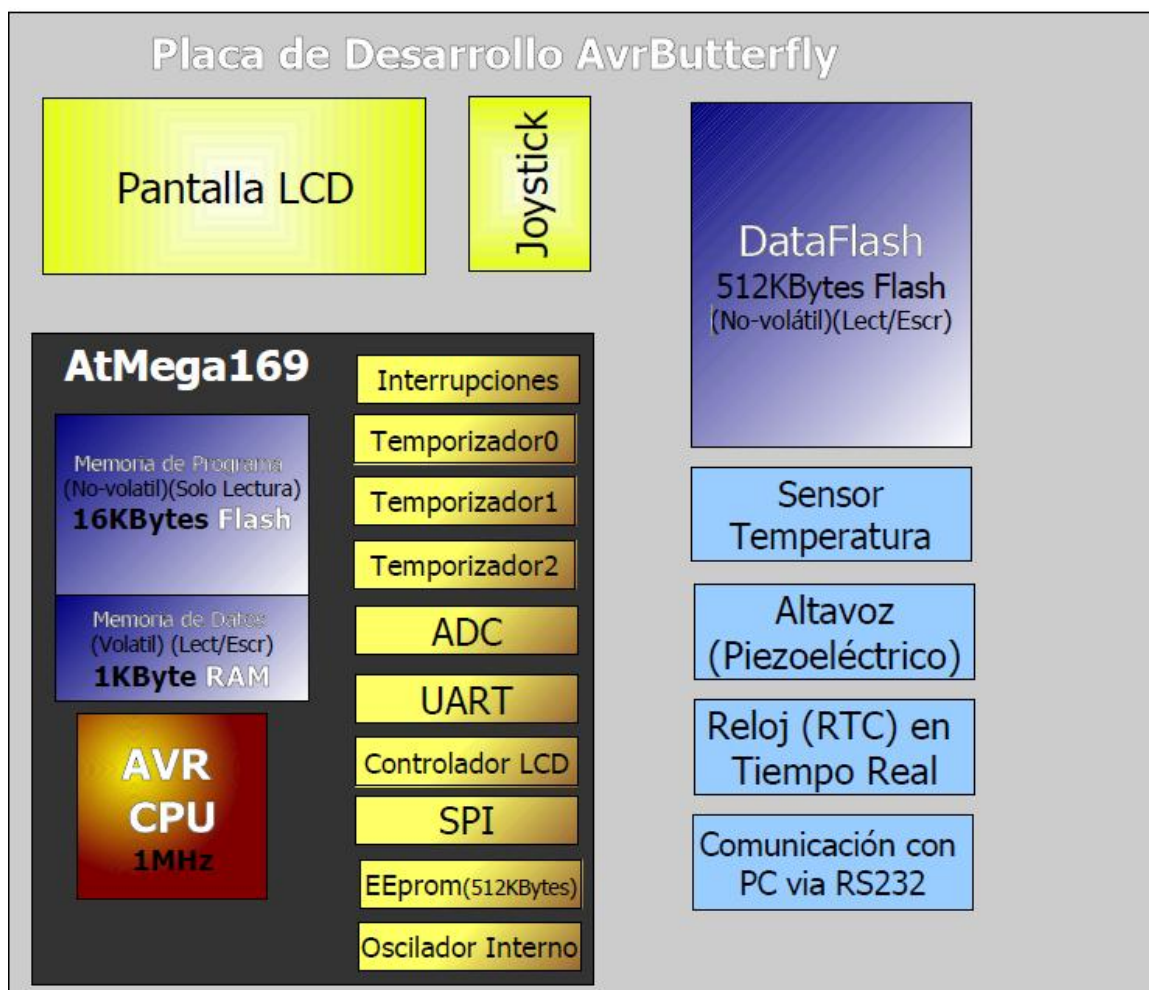 Placa de Desarrollo AvrButterfly
Pantalla LCD
Joystick
DataFlash
512KBytes Flash
(No-volátil)(Lect/Escr)
AtMega169
Memoria de Programa
(No-volatil)(Solo Lectura)
16KBytes Flash
Memoria de Datos
(Volatil) (Lect/Escr)
1KByte RAM
AVR
CPU
1MHz
Interrupciones
Temporizador0
Temporizador1
Temporizador2
ADC
UART
Controlador LCD
SPI
EEprom(512KBytes)
Oscilador Interno
Sensor
Temperatura
Altavoz
(Piezoeléctrico)
Reloj (RTC) en
Tiempo Real
Comunicación con
PC via RS232